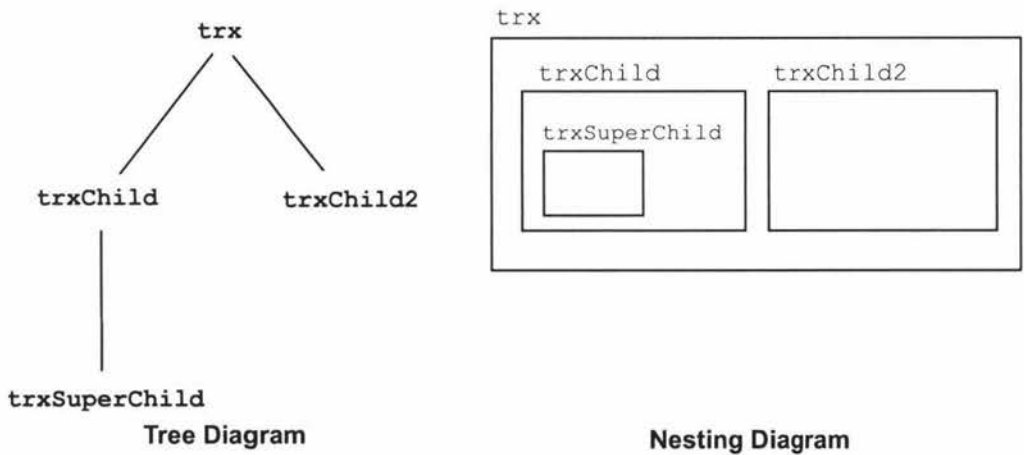 trx
trxChild trxChild2
trxSuperChild
Tree Diagram
trx
trxChild trxChild2
trxSuperChild
Nesting Diagram